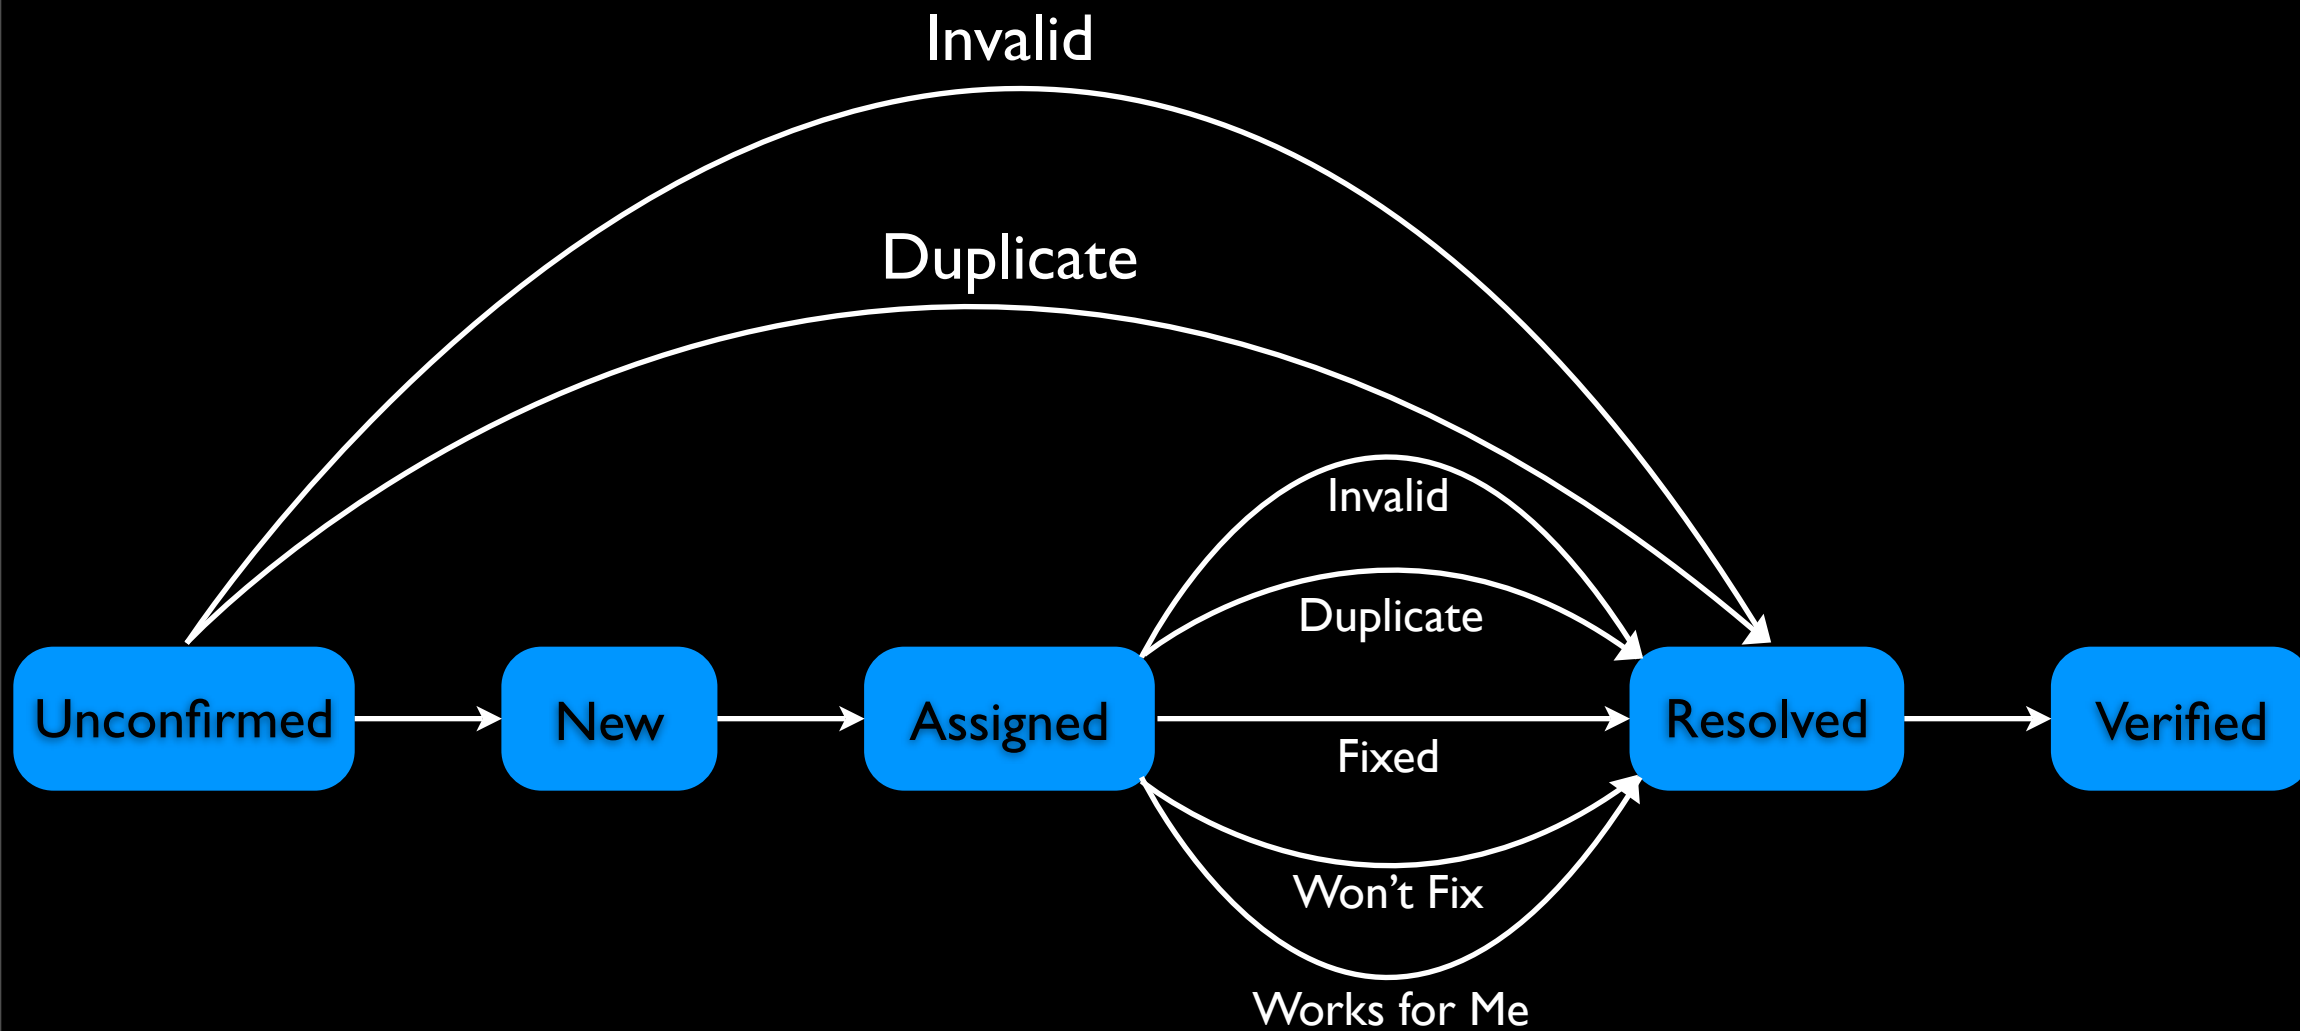 Invalid
Duplicate
Invalid
Duplicate
Unconfirmed
New
Assigned
Resolved
Verified
Fixed
Won’t Fix
Works for Me